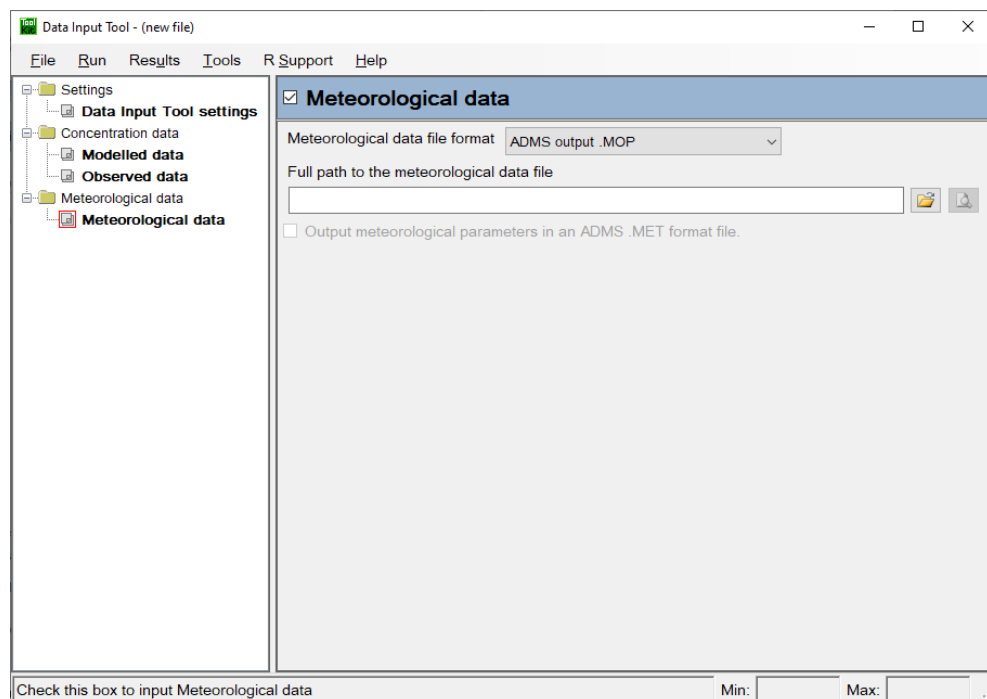 Tool
Kit
Data Input Tool - (new file)
File Run Results Tools R Support Help
Settings
Data Input Tool settings
Concentration data
Modelled data
Observed data
Meteorological data
Meteorological data
Meteorological data
Meteorological data file format ADMS output .MOP
Full path to the meteorological data file
Output meteorological parameters in an ADMS .MET format file.
Check this box to input Meteorological data Min: Max: